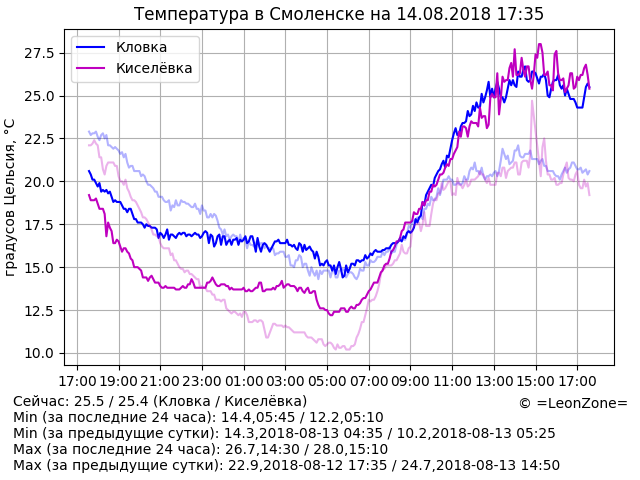 Температура в Смоленске на 14.08.2018 17:35
Кловка
Киселёвка
градусов Цельсия, °C
27.5
25.0
22.5
20.0
17.5
15.0
12.5
10.0
17:00 19:00 21:00 23:00 01:00 03:00 05:00 07:00 09:00 11:00 13:00 15:00 17:00
Сейчас: 25.5 / 25.4 (Кловка / Киселёвка)
© =LeonZone=
Min (за последние 24 часа): 14.4,05:45 / 12.2,05:10
Min (за предыдущие сутки): 14.3,2018-08-13 04:35 / 10.2,2018-08-13 05:25
Max (за последние 24 часа): 26.7,14:30 / 28.0,15:10
Max (за предыдущие сутки): 22.9,2018-08-12 17:35 / 24.7,2018-08-13 14:50